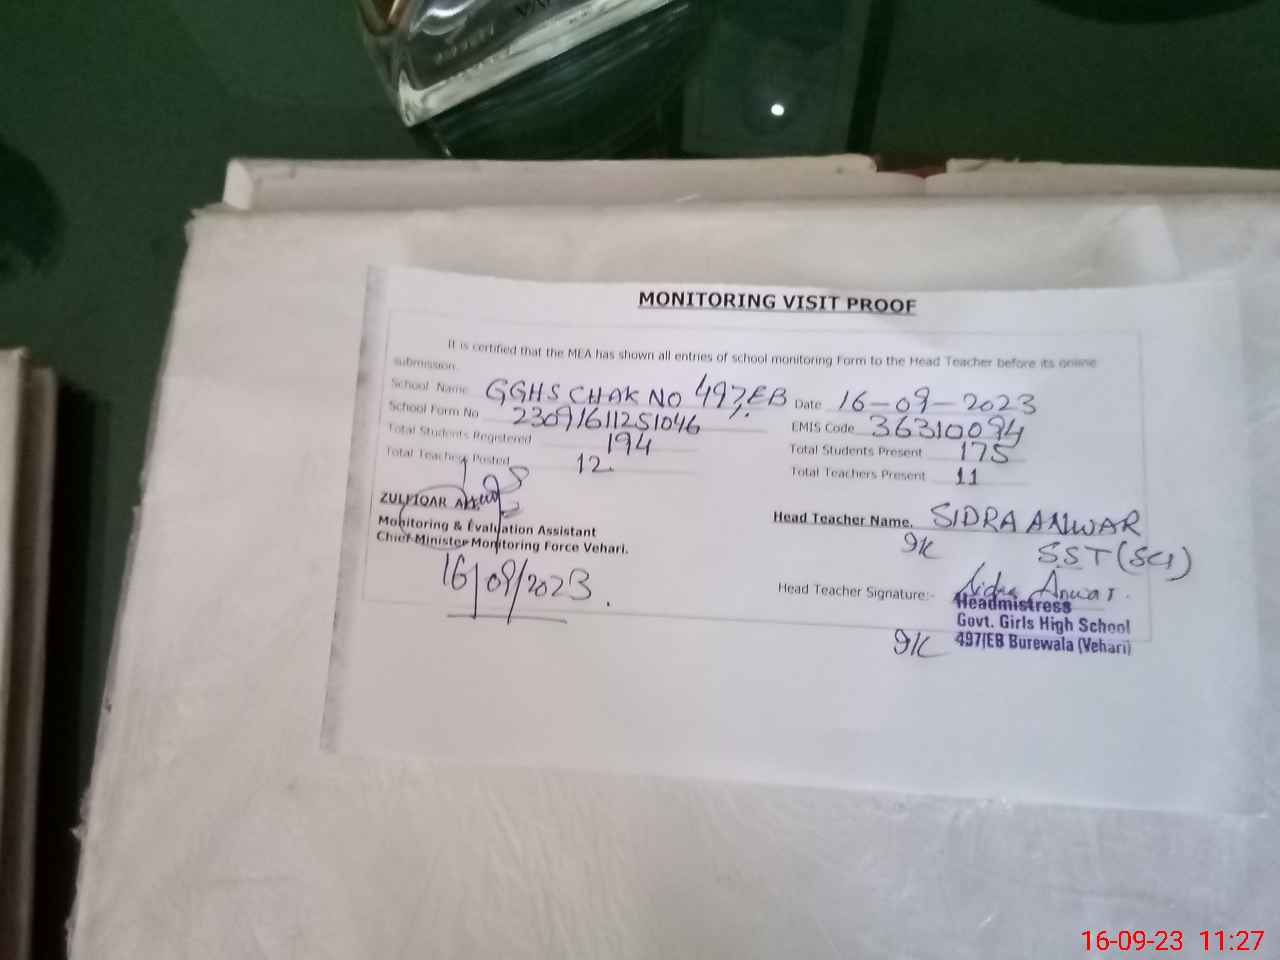 MONITORING VISIT PROOF
It is certified that the MEA has shown all entries of school monitoring Form to the Head Teacher before its online
submission.
School Name GGHS CHAK NO 497/EB Date 16-09-2023
School Form No 23091611251046 EMIS Code 36310094
Total Students Registered 194 Total Students Present 175
Total Teachers Posted 12 Total Teachers Present 11
ZULFIQAR ALI
Monitoring & Evaluation Assistant
Chief Minister Monitoring Force Vehari.
16/09/2023
Head Teacher Name. SIDRA ANWAR
SST (SCI)
Head Teacher Signature:- Sidra Anwar.
Headmistress
Govt. Girls High School
497/EB Burewala (Vehari)
16-09-23 11:27